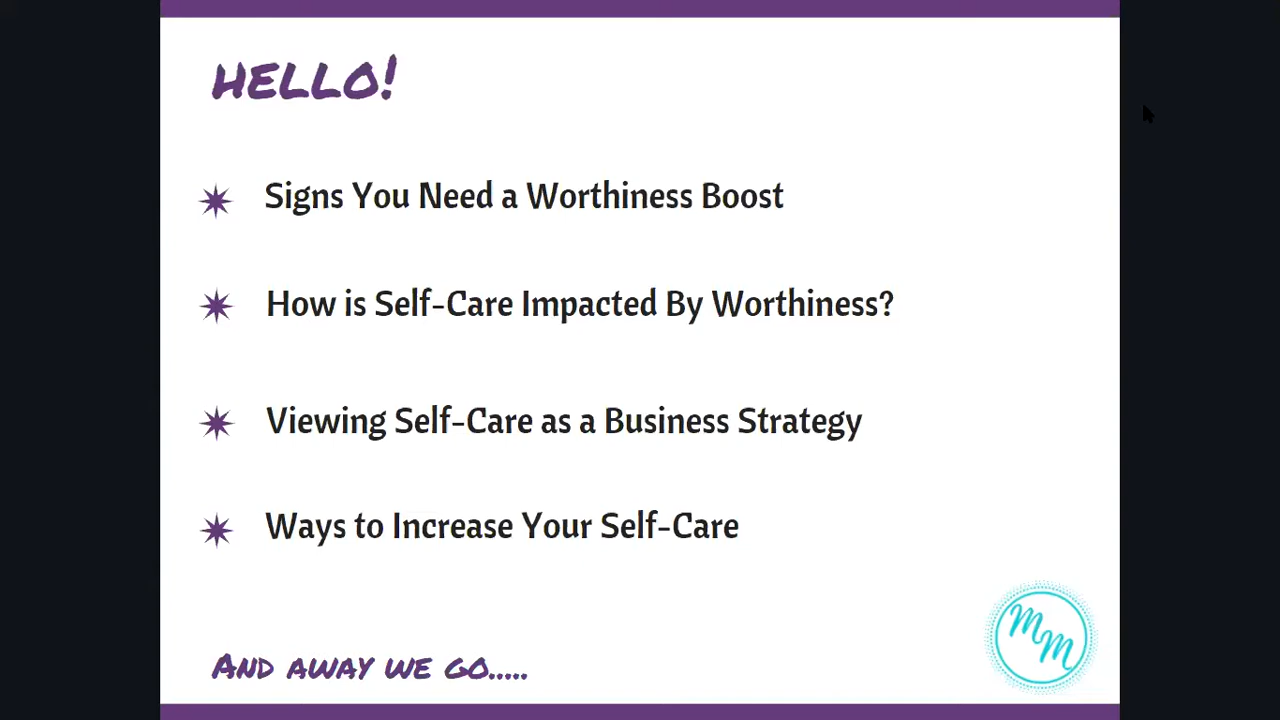 HELLO!
Signs You Need a Worthiness Boost
How is Self-Care Impacted By Worthiness?
Viewing Self-Care as a Business Strategy
Ways to Increase Your Self-Care
And away we go.....
MM